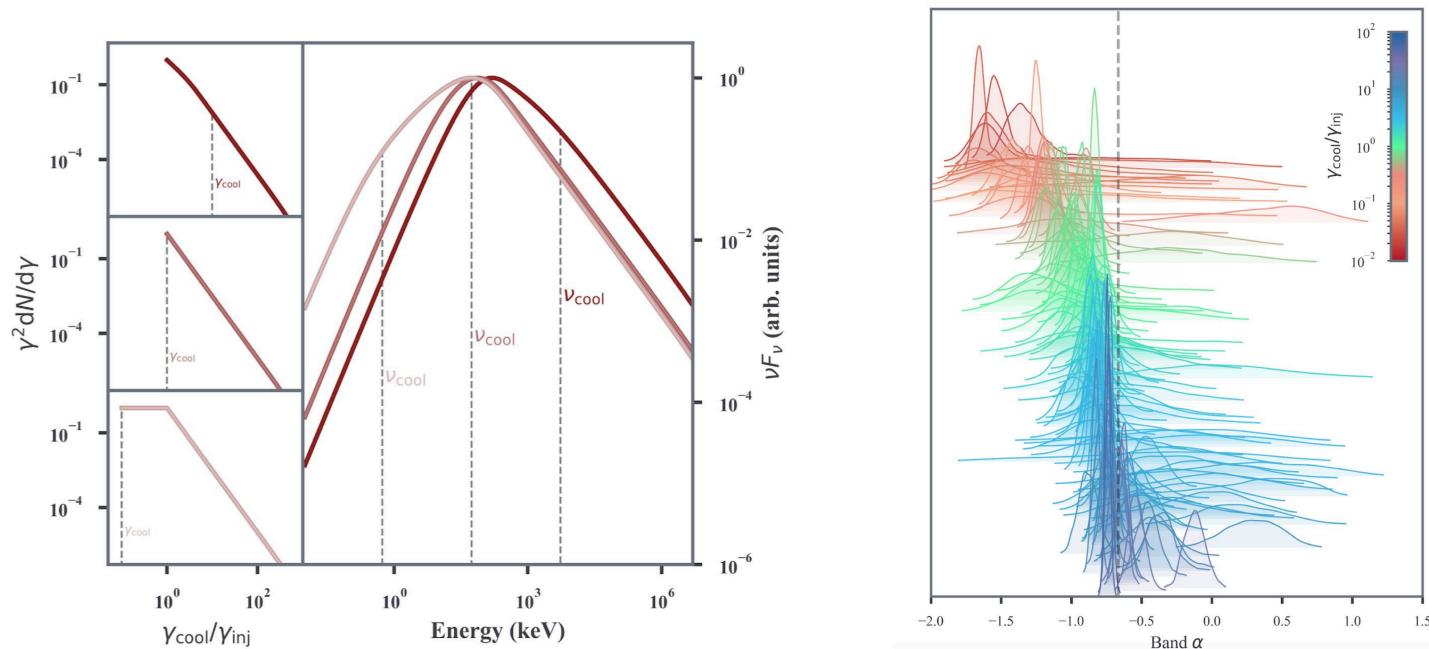 γ²dN/dγ
10⁻¹
10⁻⁴
γcool
10⁻¹
10⁻⁴
γcool
10⁻¹
10⁻⁴
γcool
10⁰ 10²
γcool/γinj
νcool
νcool
νcool
10⁰ 10³ 10⁶
Energy (keV)
10⁰
10⁻²
10⁻⁴
10⁻⁶
νFν (arb. units)
γcool/γinj
10²
10¹
10⁰
10⁻¹
10⁻²
−2.0 −1.5 −1.0 −0.5 0.0 0.5 1.0 1.5
Band α